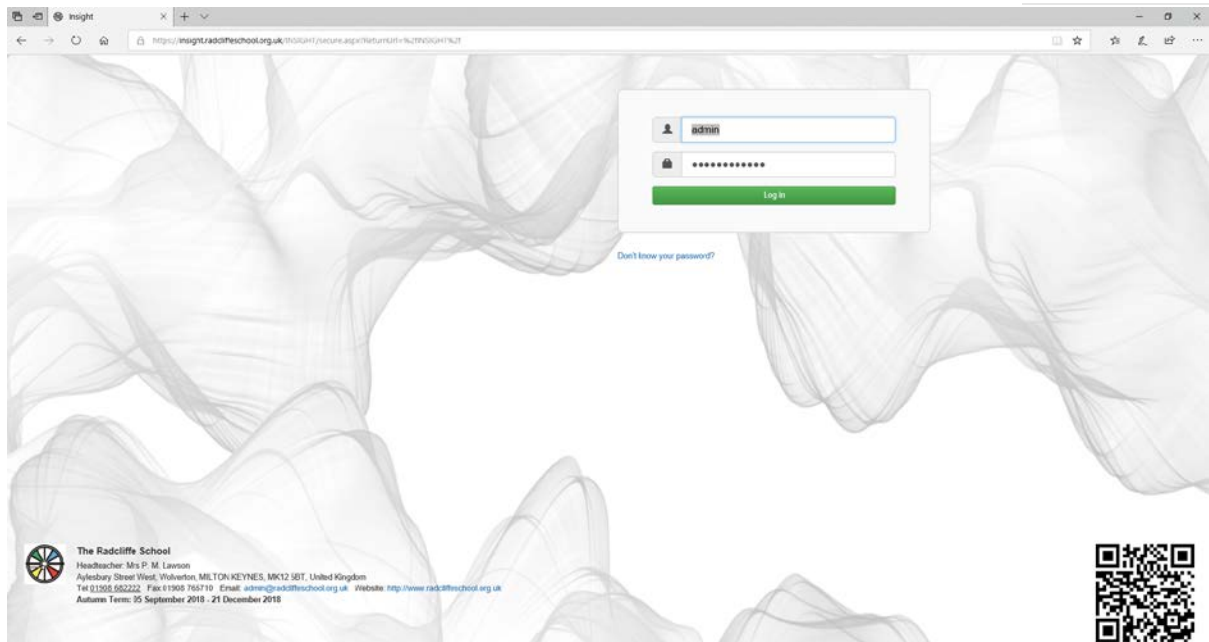 Insight
https://insight.radcliffeschool.org.uk/INSIGHT/secure.aspx?ReturnUrl=%2fINSIGHT%2f
admin
Log in
Don't know your password?
The Radcliffe School
Headteacher: Mrs P. M. Lawson
Aylesbury Street West, Wolverton, MILTON KEYNES, MK12 5BT, United Kingdom
Tel 01908 682222 Fax 01908 765710 Email: admin@radcliffeschool.org.uk Website: http://www.radcliffeschool.org.uk
Autumn Term: 05 September 2018 - 21 December 2018